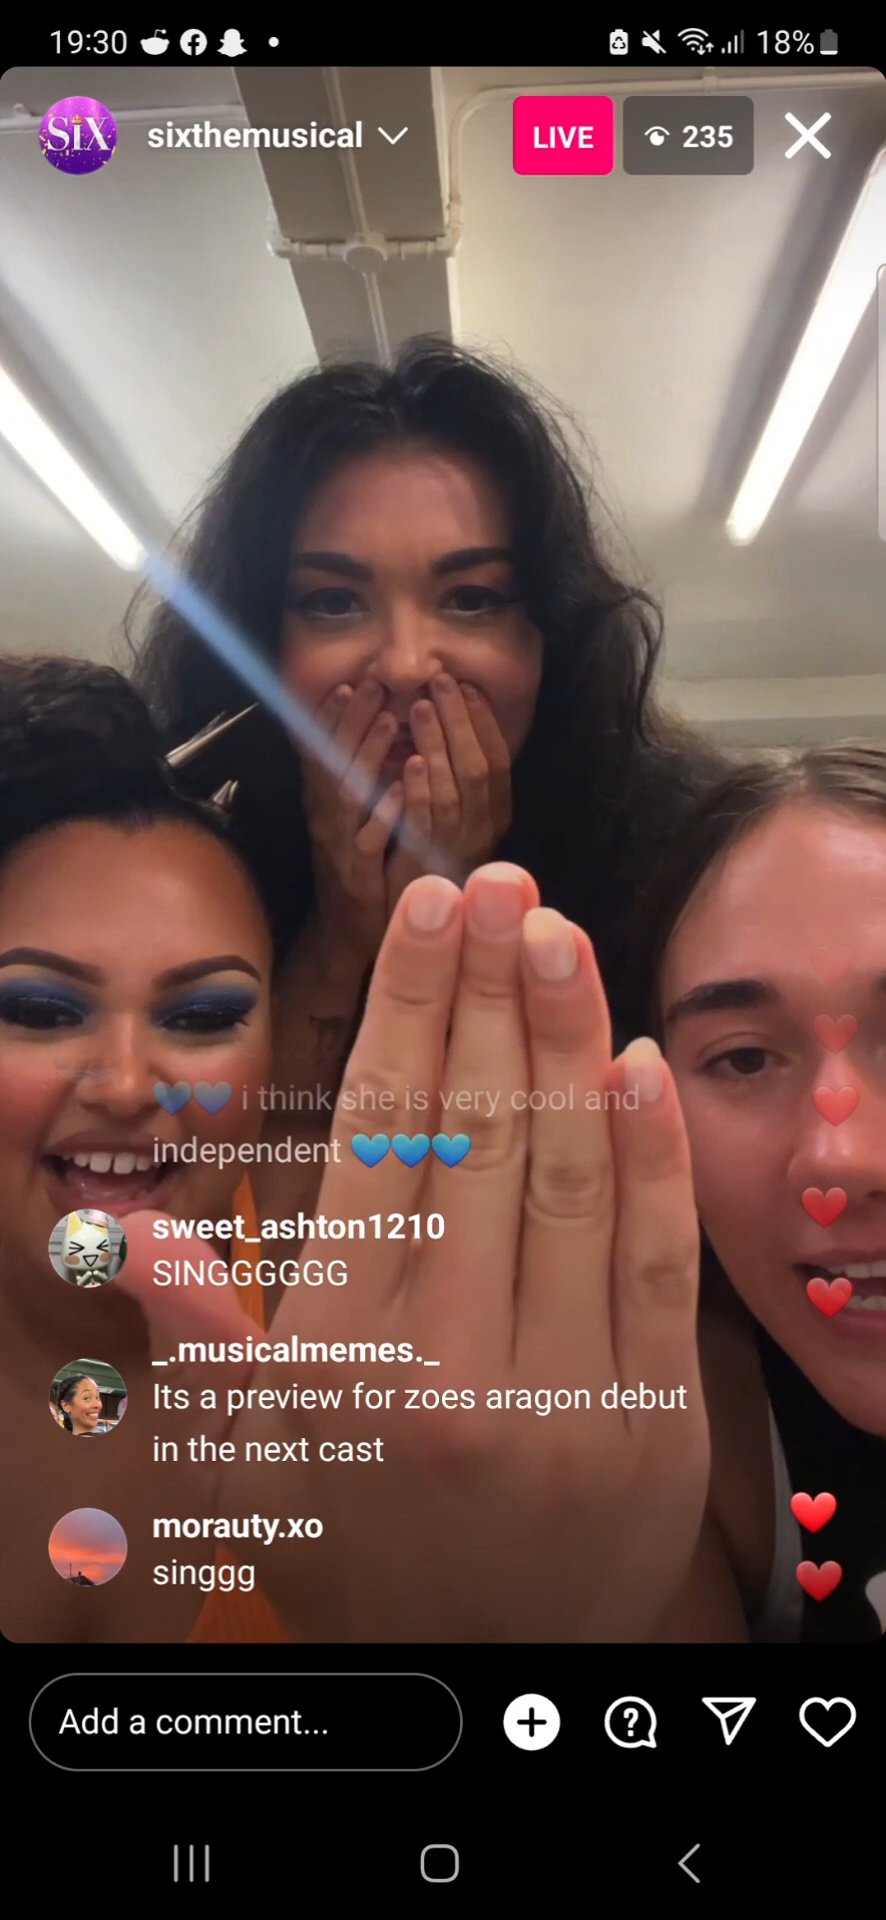 19:30
18%
SIX
sixthemusical
LIVE
235
💙💙 i think she is very cool and
independent 💙💙💙
sweet_ashton1210
SINGGGGGG
_.musicalmemes._
Its a preview for zoes aragon debut
in the next cast
morauty.xo
singgg
Add a comment...